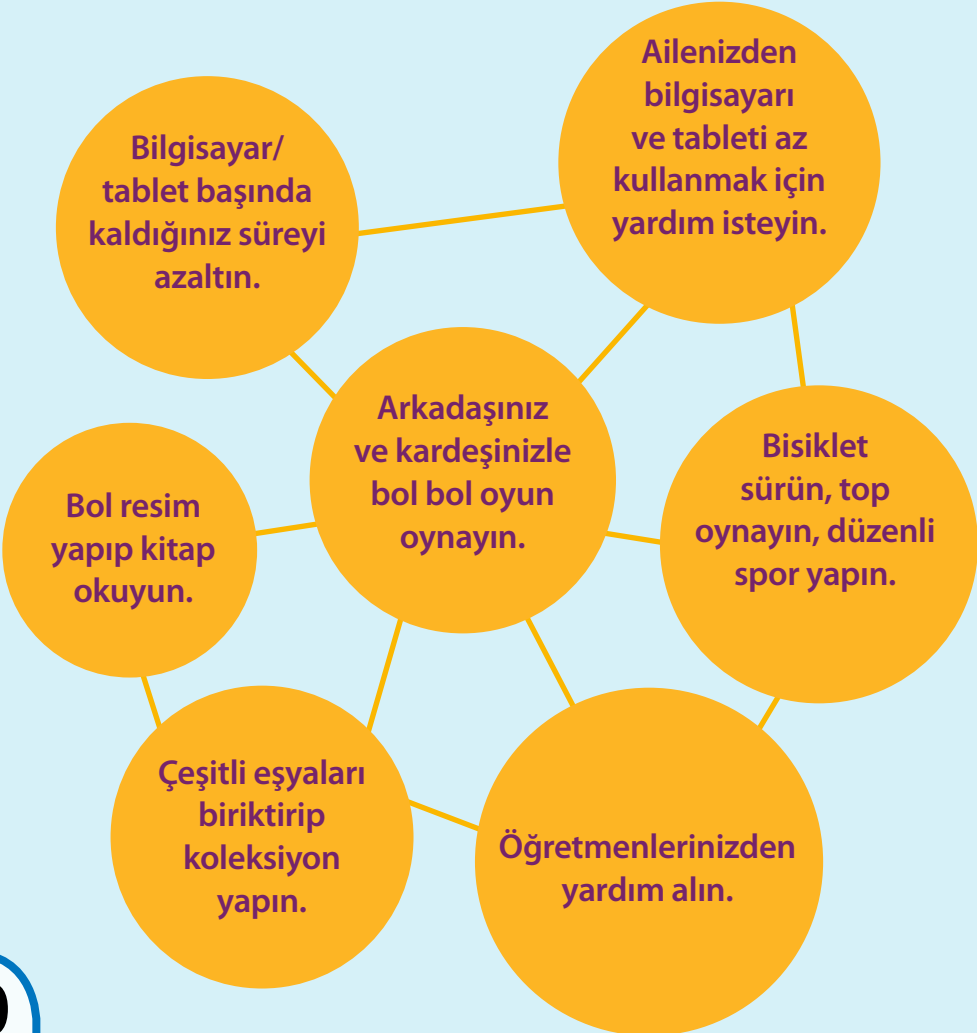 Ailenizden
bilgisayarı
ve tableti az
kullanmak için
yardım isteyin.
Bilgisayar/
tablet başında
kaldığınız süreyi
azaltın.
Arkadaşınız
ve kardeşinizle
bol bol oyun
oynayın.
Bisiklet
sürün, top
oynayın, düzenli
spor yapın.
Bol resim
yapıp kitap
okuyun.
Çeşitli eşyaları
biriktirip
koleksiyon
yapın.
Öğretmenlerinizden
yardım alın.